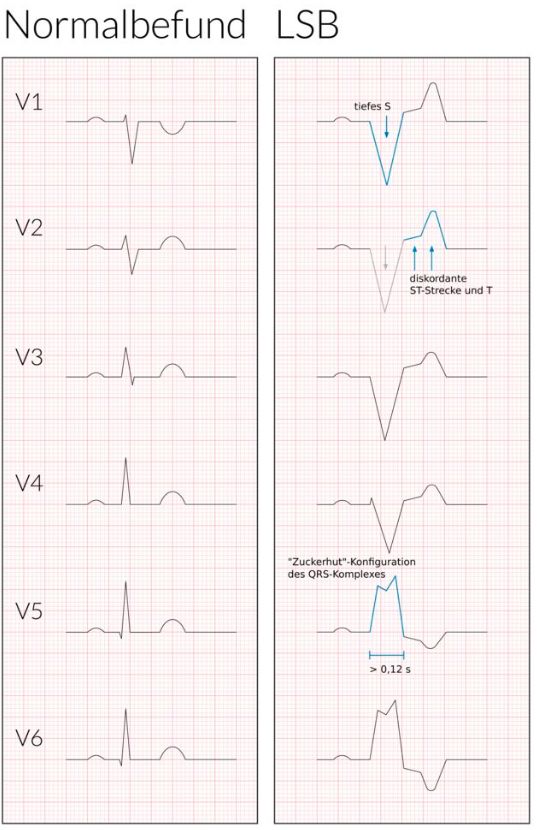 Normalbefund LSB
V1
tiefes S
V2
diskordante
ST-Strecke und T
V3
V4
"Zuckerhut"-Konfiguration
des QRS-Komplexes
V5
> 0,12 s
V6